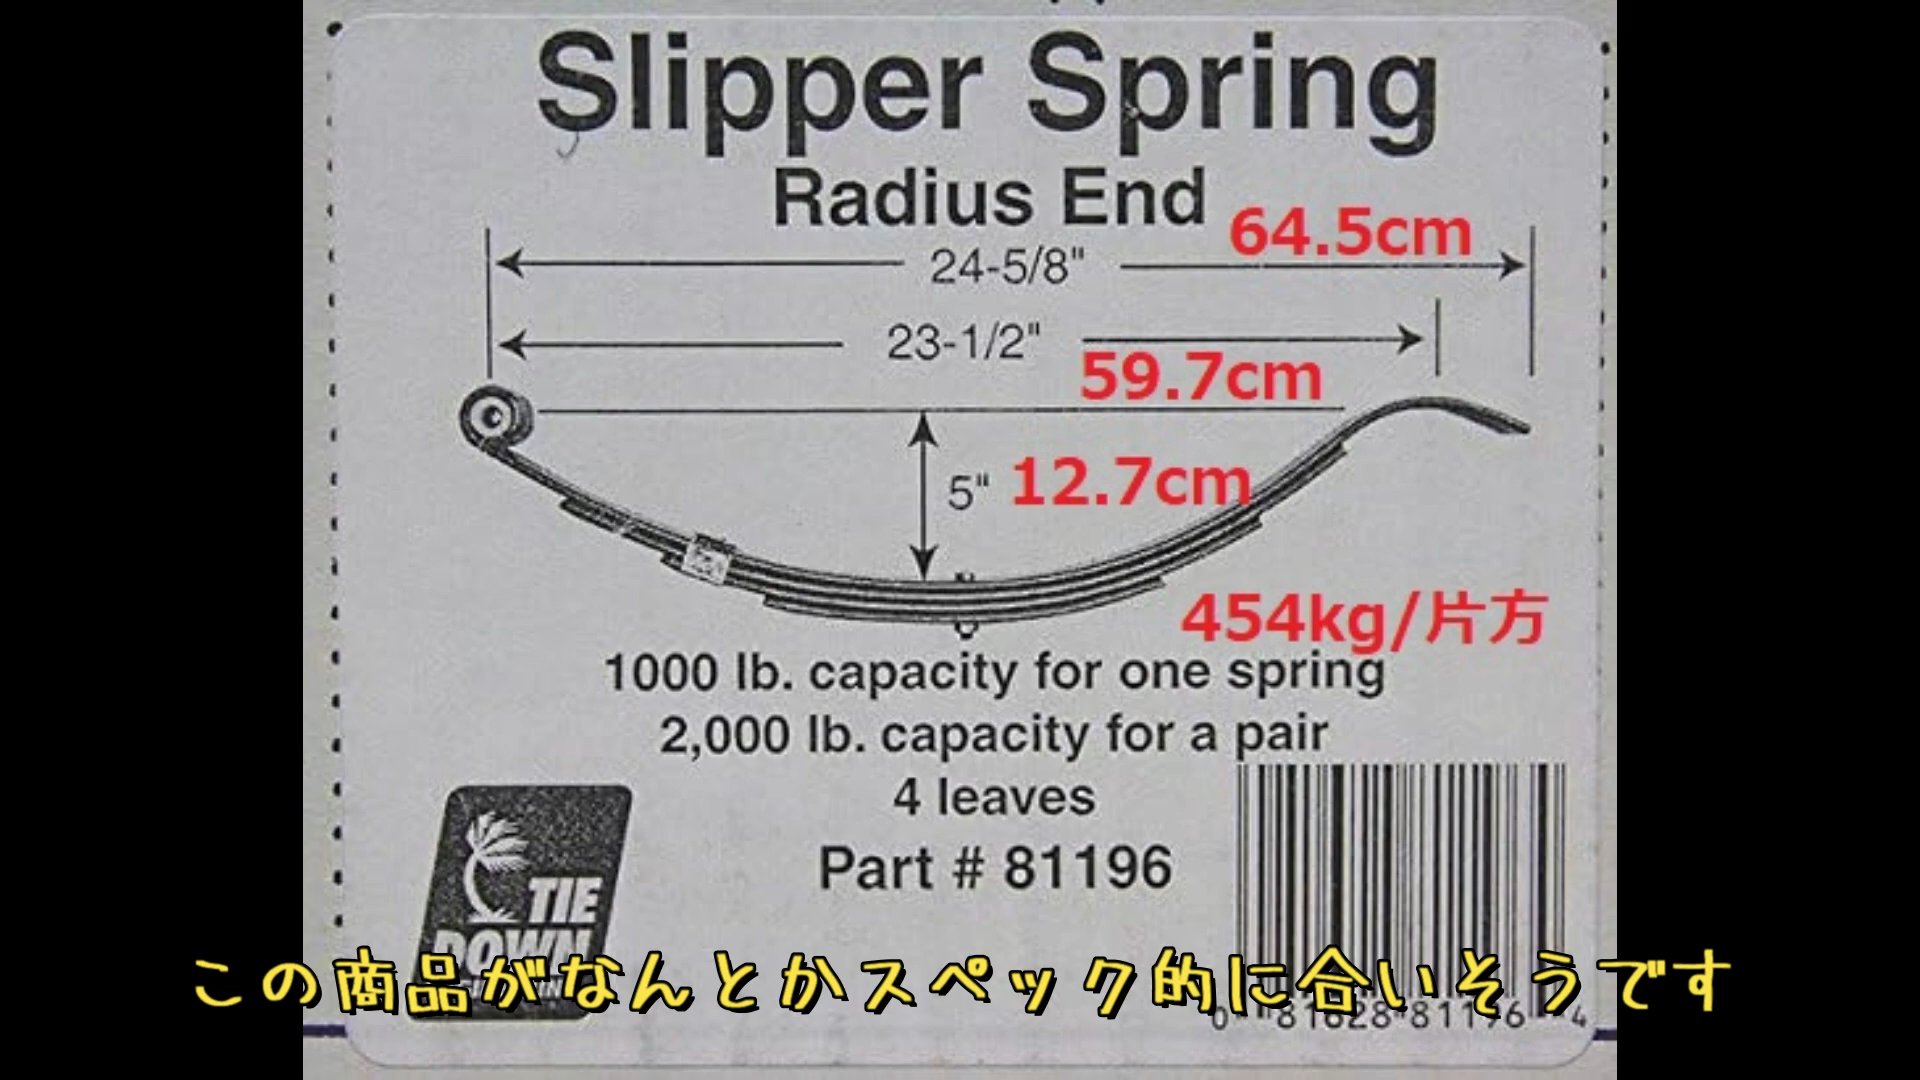 Slipper Spring
Radius End
64.5cm
24-5/8"
23-1/2"
59.7cm
5" 12.7cm
454kg/片方
1000 lb. capacity for one spring
2,000 lb. capacity for a pair
4 leaves
Part # 81196
TIE
DOWN
この商品がなんとかスペック的に合いそうです